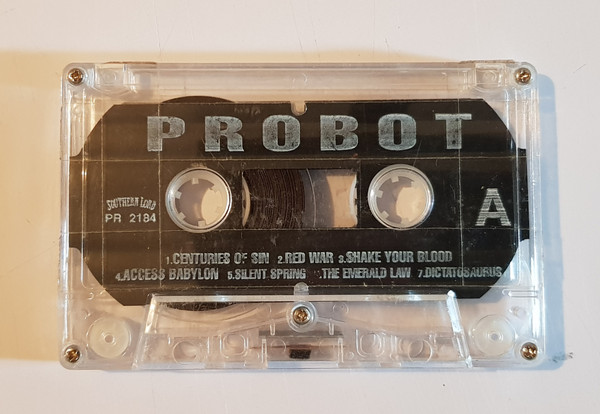 PROBOT
SOUTHERN LORD
PR 2184
A
1.CENTURIES OF SIN 2.RED WAR 3.SHAKE YOUR BLOOD
4.ACCESS BABYLON 5.SILENT SPRING .THE EMERALD LAW 7.DICTATOSAURUS